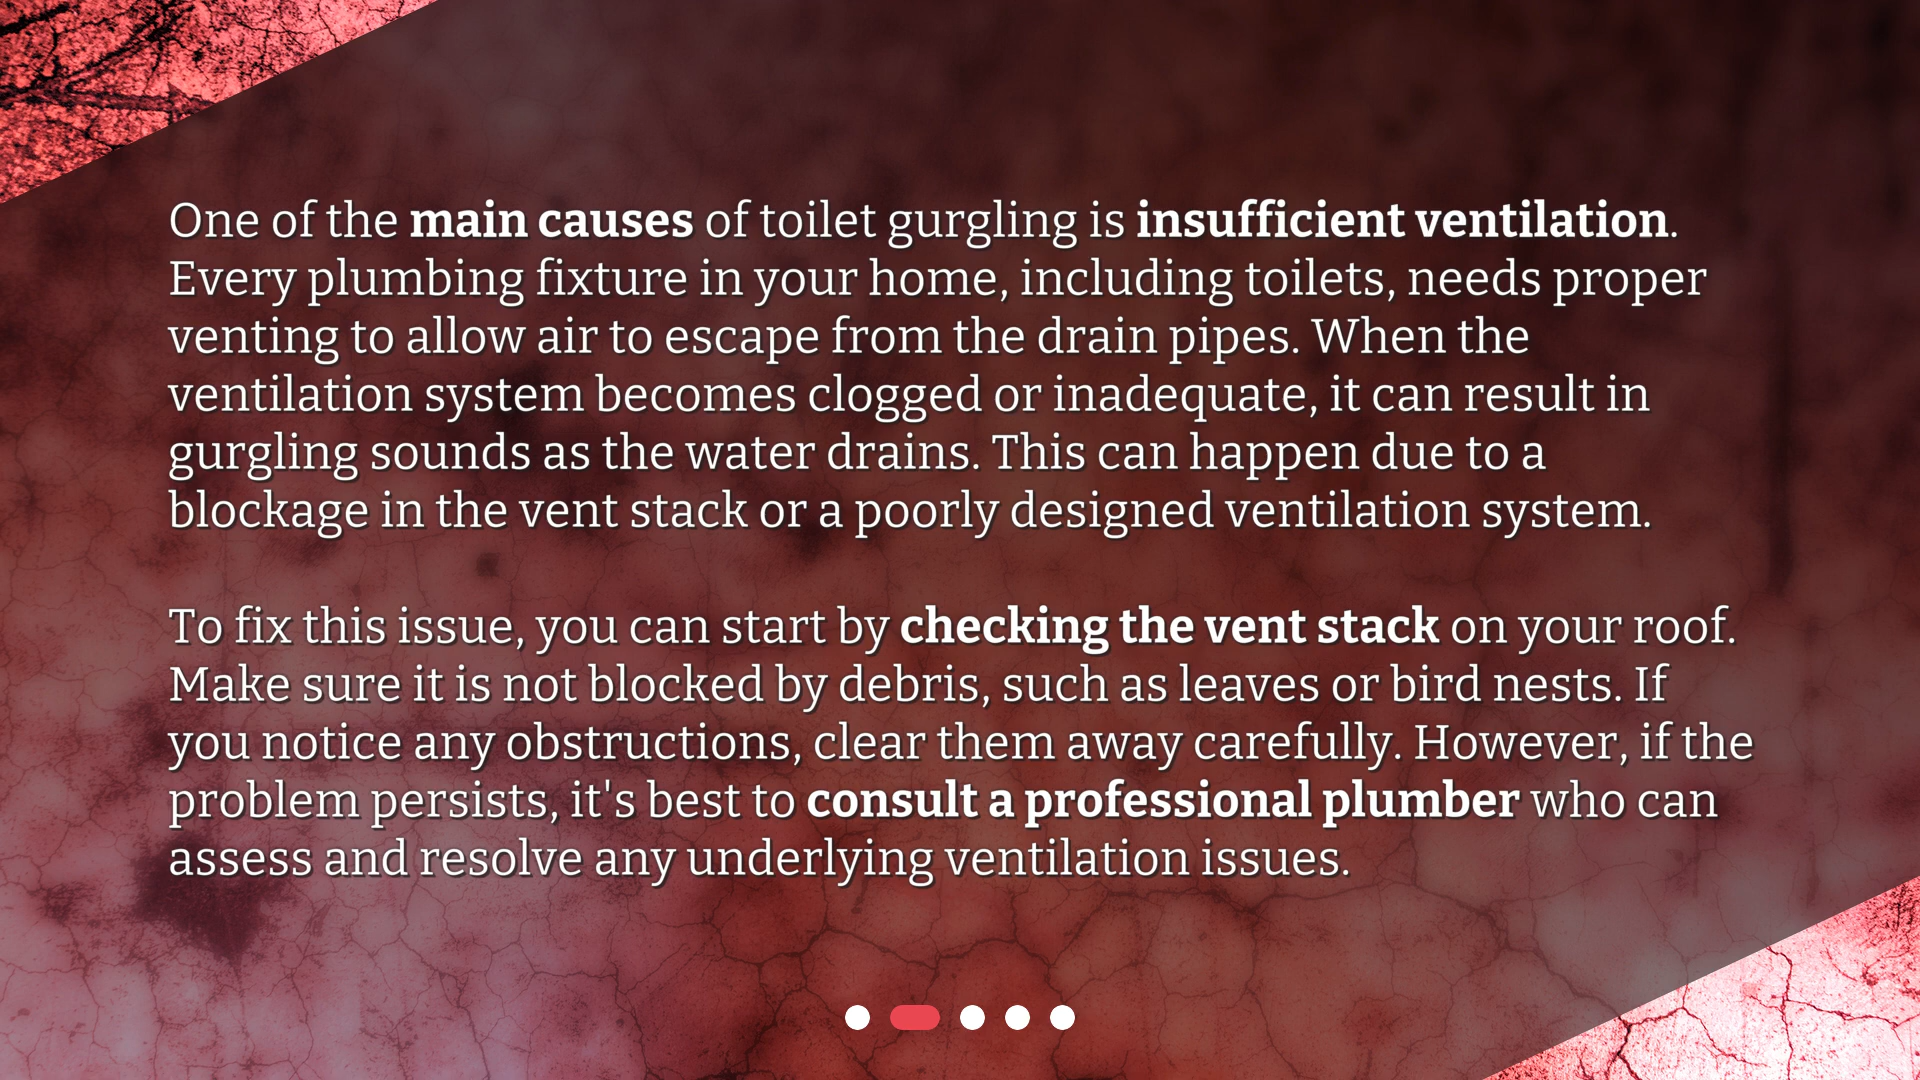 One of the main causes of toilet gurgling is insufficient ventilation.
Every plumbing fixture in your home, including toilets, needs proper
venting to allow air to escape from the drain pipes. When the
ventilation system becomes clogged or inadequate, it can result in
gurgling sounds as the water drains. This can happen due to a
blockage in the vent stack or a poorly designed ventilation system.
To fix this issue, you can start by checking the vent stack on your roof.
Make sure it is not blocked by debris, such as leaves or bird nests. If
you notice any obstructions, clear them away carefully. However, if the
problem persists, it's best to consult a professional plumber who can
assess and resolve any underlying ventilation issues.